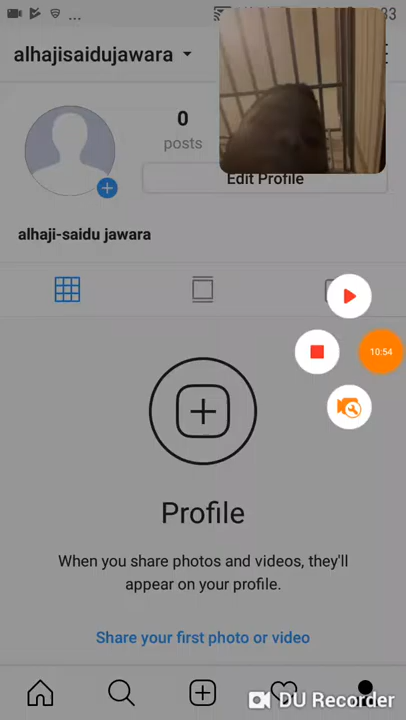 33
alhajisaidujawara
0
posts
Edit Profile
alhaji-saidu jawara
10:54
Profile
When you share photos and videos, they'll
appear on your profile.
Share your first photo or video
DU Recorder